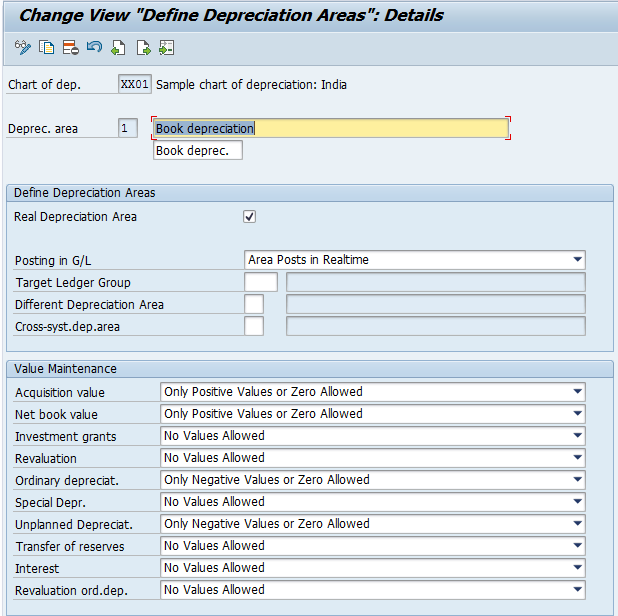 Change View "Define Depreciation Areas": Details
Chart of dep. XX01 Sample chart of depreciation: India
Deprec. area 1 Book depreciation
Book deprec.
Define Depreciation Areas
Real Depreciation Area
Posting in G/L Area Posts in Realtime
Target Ledger Group
Different Depreciation Area
Cross-syst.dep.area
Value Maintenance
Acquisition value Only Positive Values or Zero Allowed
Net book value Only Positive Values or Zero Allowed
Investment grants No Values Allowed
Revaluation No Values Allowed
Ordinary depreciat. Only Negative Values or Zero Allowed
Special Depr. No Values Allowed
Unplanned Depreciat. Only Negative Values or Zero Allowed
Transfer of reserves No Values Allowed
Interest No Values Allowed
Revaluation ord.dep. No Values Allowed